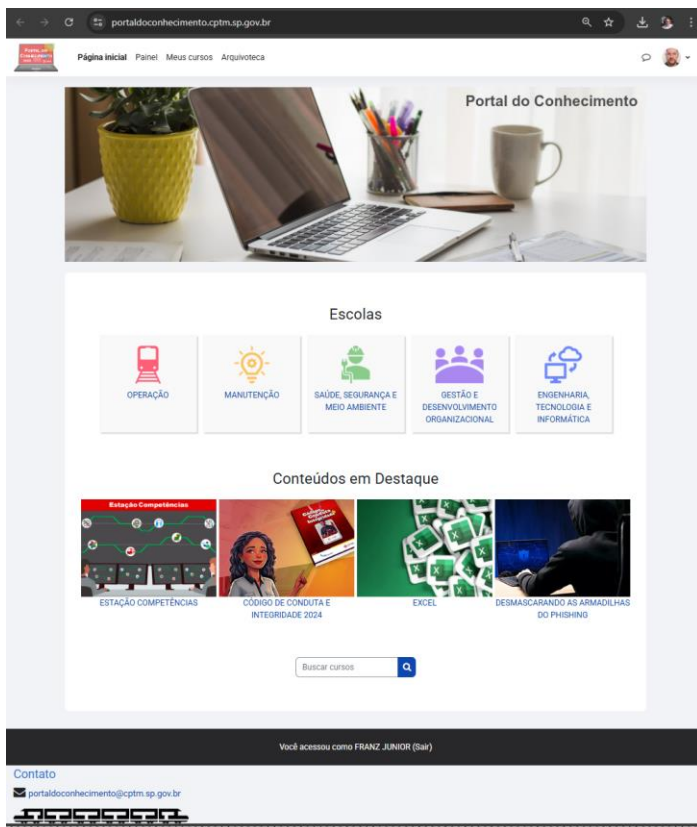 portaldoconhecimento.cptm.sp.gov.br
Página inicial Painel Meus cursos Arquivoteca
Portal do Conhecimento
Escolas
OPERAÇÃO
MANUTENÇÃO
SAÚDE, SEGURANÇA E
MEIO AMBIENTE
GESTÃO E
DESENVOLVIMENTO
ORGANIZACIONAL
ENGENHARIA,
TECNOLOGIA E
INFORMÁTICA
Conteúdos em Destaque
Estação Competências
ESTAÇÃO COMPETÊNCIAS
CÓDIGO DE CONDUTA E
INTEGRIDADE 2024
EXCEL
DESMASCARANDO AS ARMADILHAS
DO PHISHING
Buscar cursos
Você acessou como FRANZ JUNIOR (Sair)
Contato
portaldoconhecimento@cptm.sp.gov.br